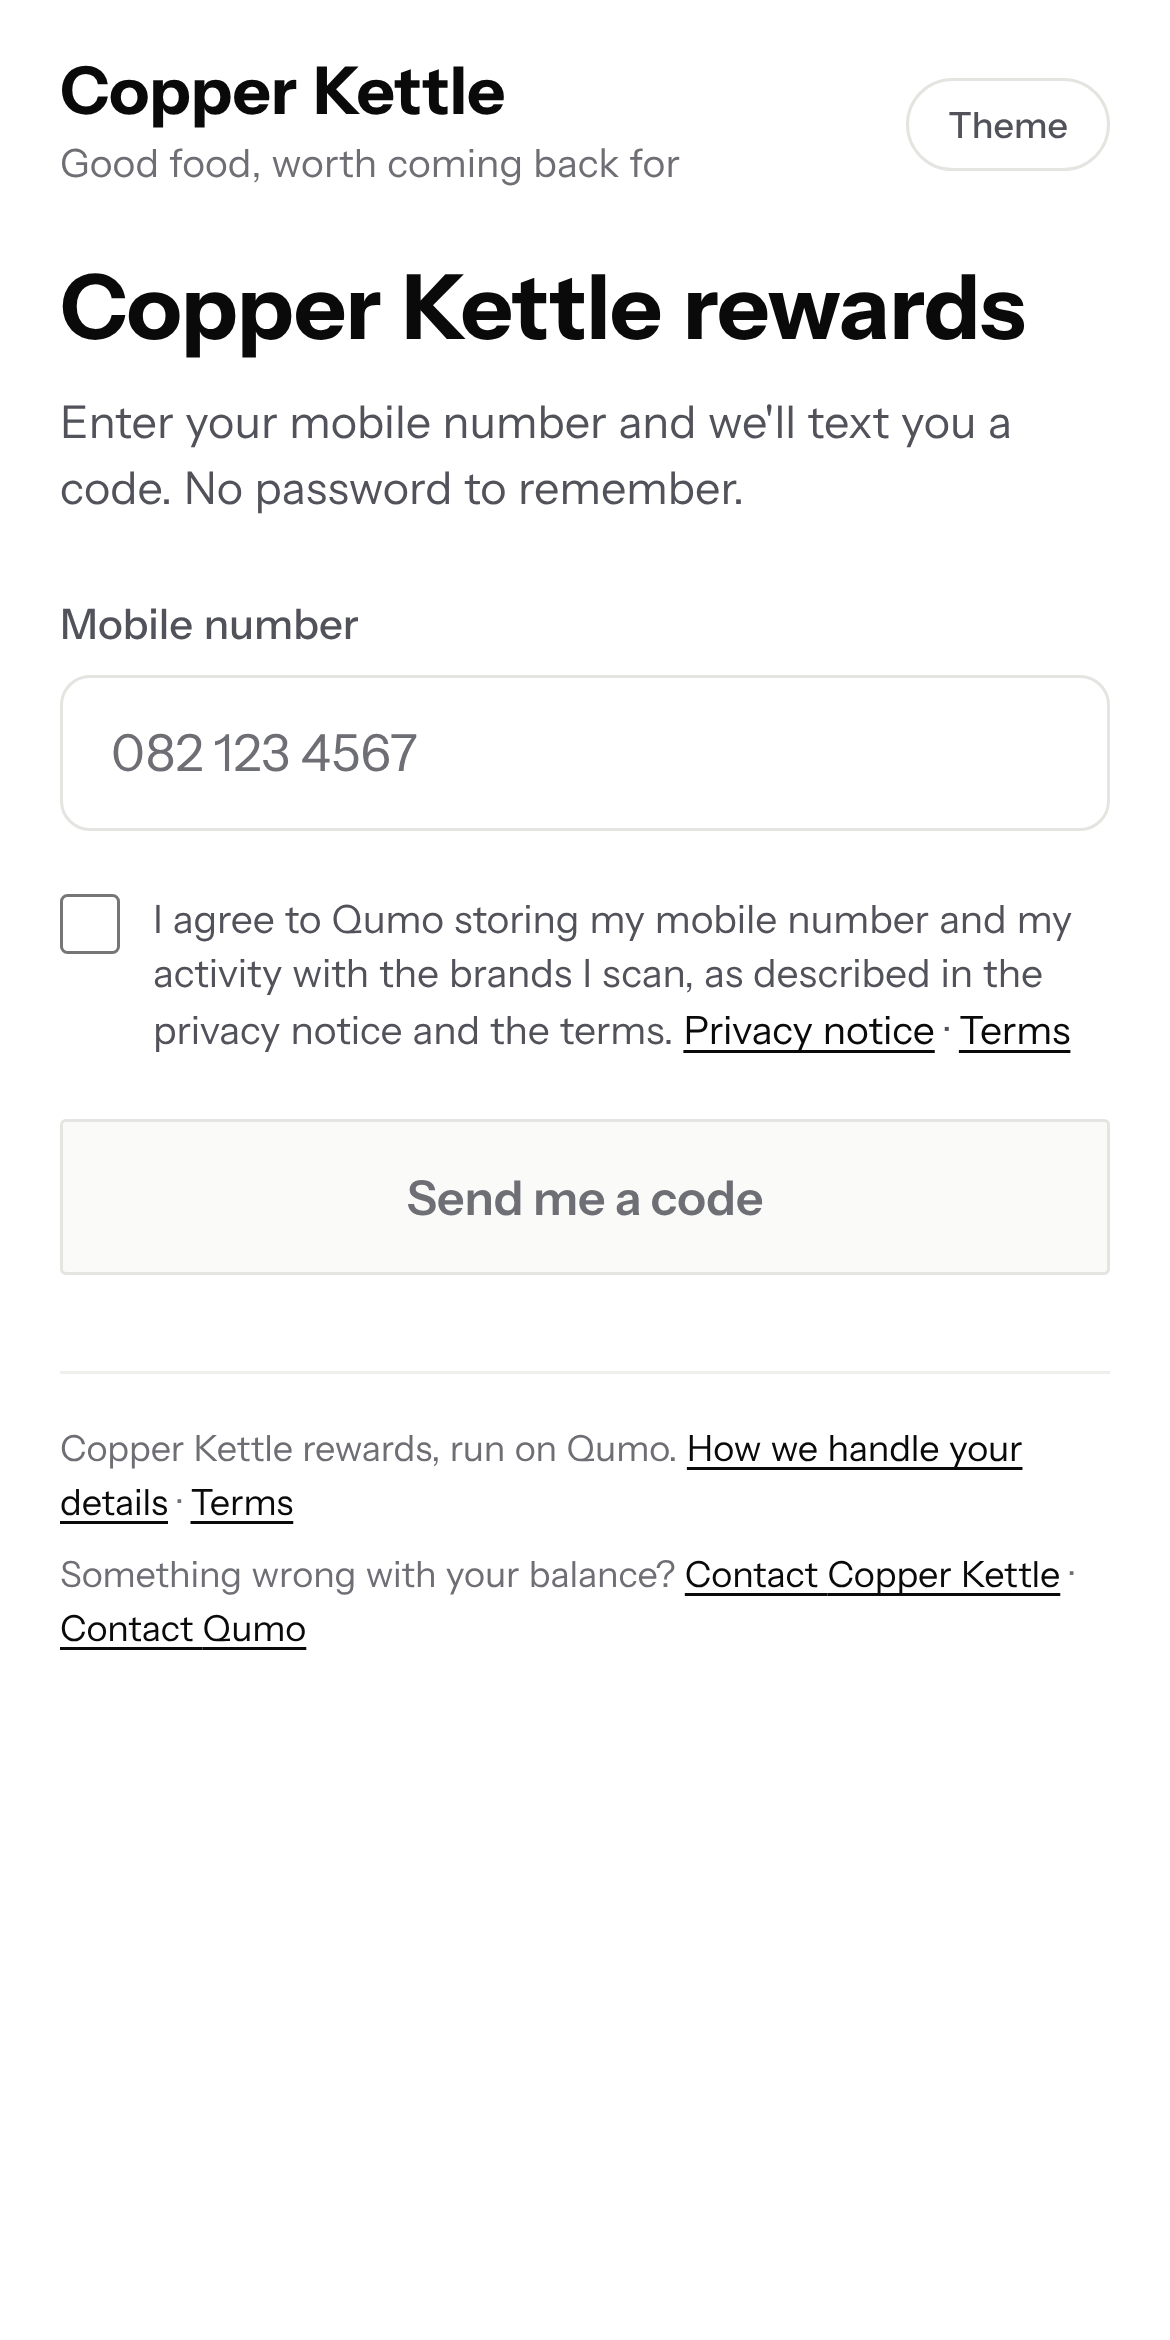 Copper Kettle
Good food, worth coming back for
Theme
Copper Kettle rewards
Enter your mobile number and we'll text you a
code. No password to remember.
Mobile number
082 123 4567
I agree to Qumo storing my mobile number and my
activity with the brands I scan, as described in the
privacy notice and the terms. Privacy notice · Terms
Send me a code
Copper Kettle rewards, run on Qumo. How we handle your
details · Terms
Something wrong with your balance? Contact Copper Kettle ·
Contact Qumo